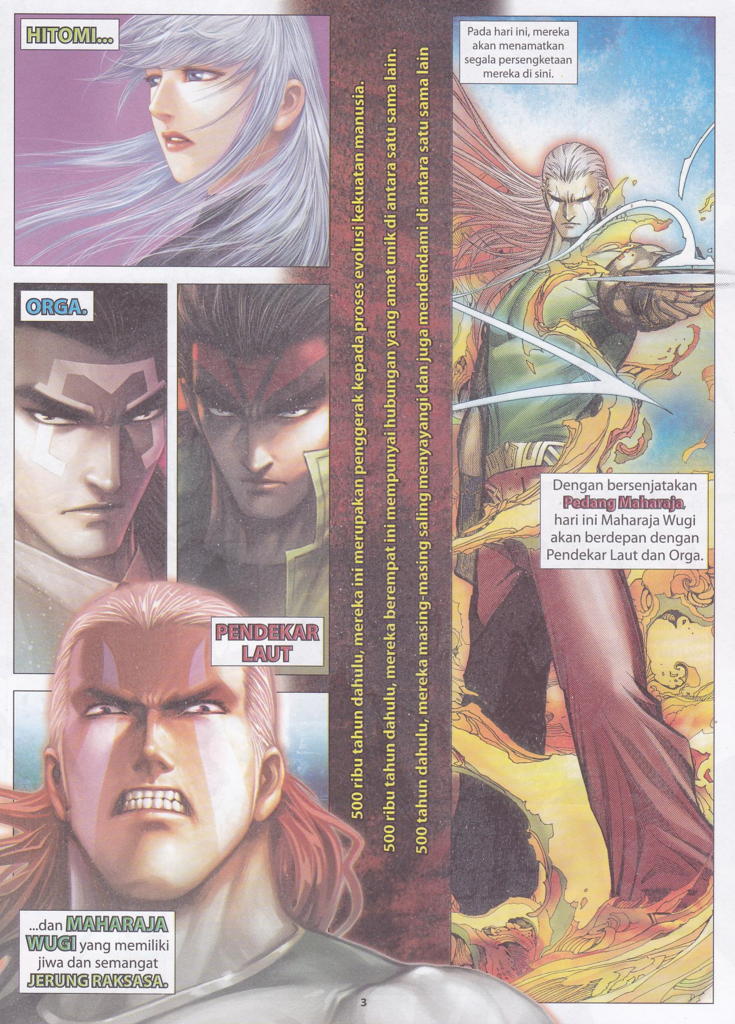 HITOMI...
ORGA.
PENDEKAR
LAUT
...dan MAHARAJA
WUGI yang memiliki
jiwa dan semangat
JERUNG RAKSASA.
500 ribu tahun dahulu, mereka ini merupakan penggerak kepada proses evolusi kekuatan manusia.
500 ribu tahun dahulu, mereka berempat ini mempunyai hubungan yang amat unik di antara satu sama lain.
500 tahun dahulu, mereka masing-masing saling menyayangi dan juga mendendami di antara satu sama lain
Pada hari ini, mereka
akan menamatkan
segala persengketaan
mereka di sini.
Dengan bersenjatakan
Pedang Maharaja,
hari ini Maharaja Wugi
akan berdepan dengan
Pendekar Laut dan Orga.
3